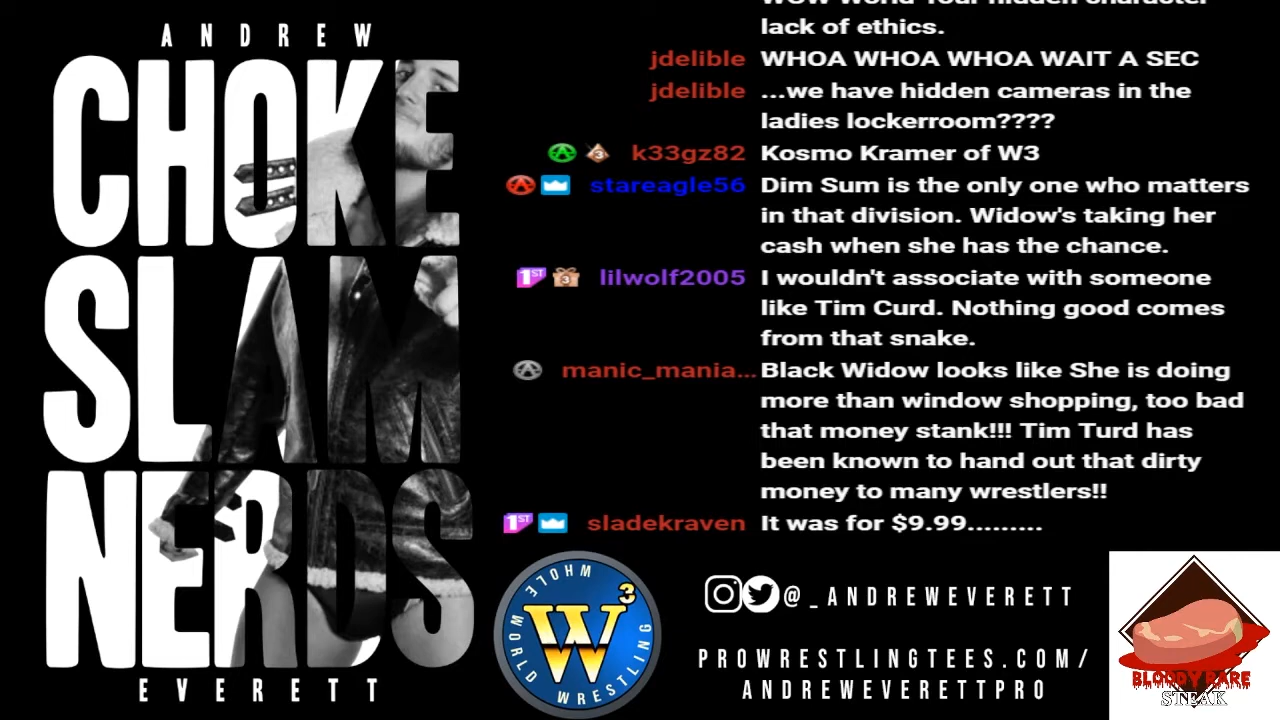 ANDREW
CHOKE
SLAM
NERDS
EVERETT
lack of ethics.
jdelible WHOA WHOA WHOA WAIT A SEC
jdelible ...we have hidden cameras in the
ladies lockerroom????
3 k33gz82 Kosmo Kramer of W3
stareagle56 Dim Sum is the only one who matters
in that division. Widow's taking her
cash when she has the chance.
1ST 3 lilwolf2005 I wouldn't associate with someone
like Tim Curd. Nothing good comes
from that snake.
manic_mania... Black Widow looks like She is doing
more than window shopping, too bad
that money stank!!! Tim Turd has
been known to hand out that dirty
money to many wrestlers!!
1ST sladekraven It was for $9.99.........
WHOLE
WORLD
WRESTLING
W3
@_ANDREWEVERETT
PROWRESTLINGTEES.COM/
ANDREWEVERETTPRO
BLOODY RARE
STEAK